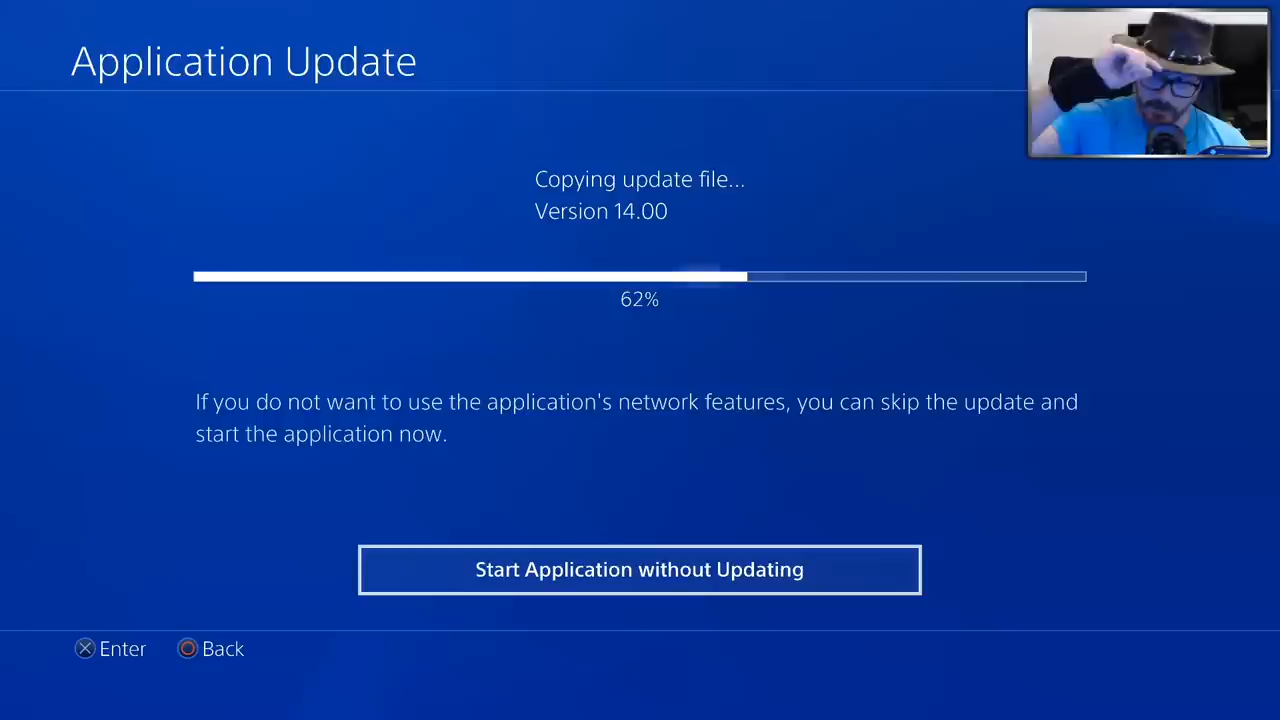 Application Update
Copying update file...
Version 14.00
62%
If you do not want to use the application's network features, you can skip the update and
start the application now.
Start Application without Updating
Enter
Back